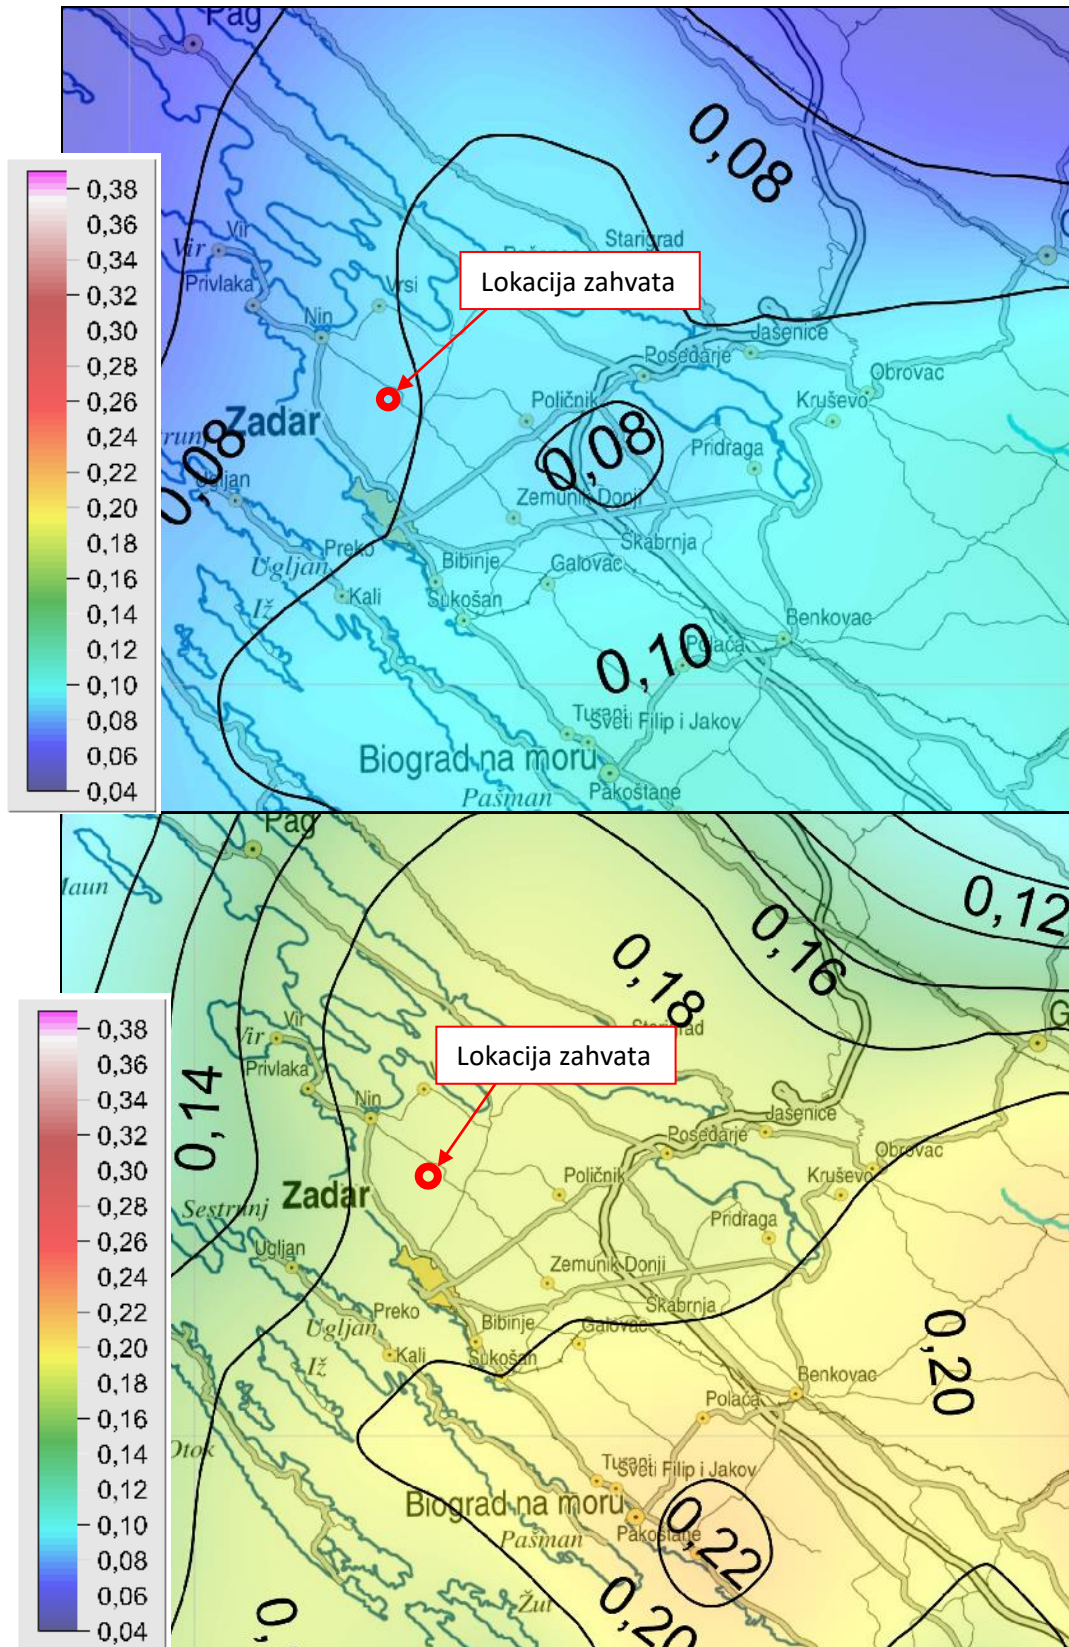 Pag
0,08
0,38
0,36
0,34
0,32
0,30
0,28
0,26
0,24
0,22
0,20
0,18
0,16
0,14
0,12
0,10
0,08
0,06
0,04
Starigrad
Vir
Vir
Lokacija zahvata
Privlaka
Vrsi
Nin
Jasenice
Posedarje
Obrovac
Poličnik
Kruševo
Zadar
0,08
0,08
Pridraga
Ugljan
Zemunik Donji
Preko
Škabrnja
Bibinje
Galovac
Ugljan
Iž
Kali
Sukošan
Benkovac
Polača
0,10
Turanj
Sveti Filip i Jakov
Biograd na moru
Pakoštane
Pašman
Pag
Maun
0,12
0,16
0,18
0,38
0,36
0,34
0,32
0,30
0,28
0,26
0,24
0,22
0,20
0,18
0,16
0,14
0,12
0,10
0,08
0,06
0,04
Vir
Vir
Starigrad
G
Lokacija zahvata
Privlaka
0,14
Nin
Jasenice
Posedarje
Obrovac
Poličnik
Kruševo
Zadar
Sestrunj
Pridraga
Ugljan
Zemunik Donji
Preko
Škabrnja
Ugljan
Bibinje
Galovac
Iž
Kali
Sukošan
0,20
Benkovac
Polača
Otok
Turanj
Sveti Filip i Jakov
Biograd na moru
Pakoštane
0,22
Pašman
Žut
0,20